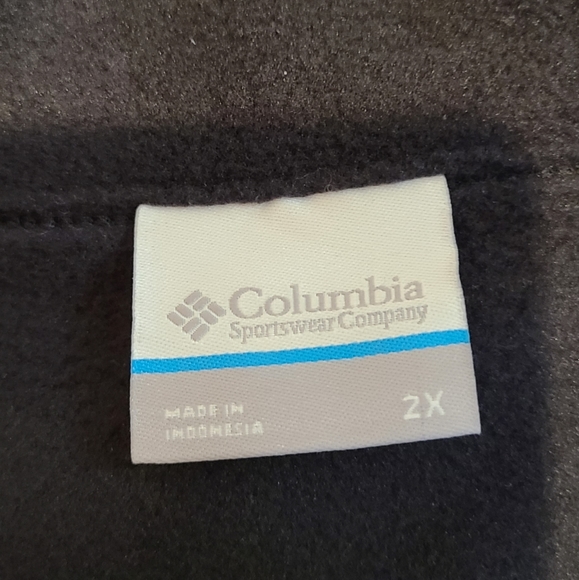 Columbia
Sportswear Company
MADE IN
INDONESIA
2X